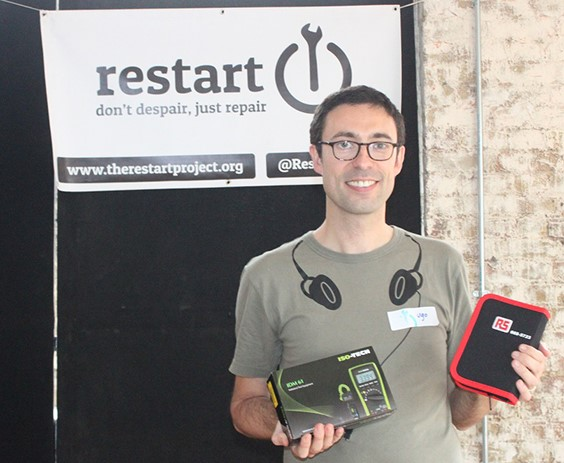 restart
don't despair, just repair
www.therestartproject.org
@Res
ISO-TECH
IDM 61
RS